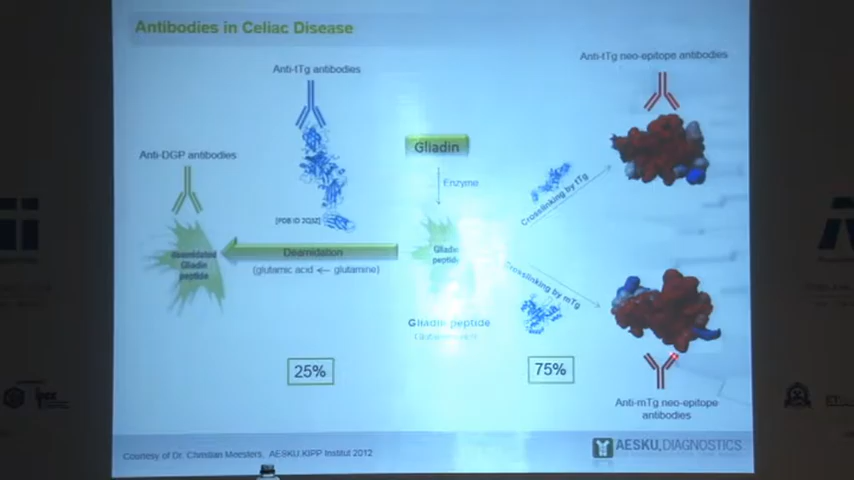 Antibodies in Celiac Disease
Anti-tTg antibodies
Anti-tTg neo-epitope antibodies
Anti-DGP antibodies
Gliadin
Enzyme
Crosslinking by tTg
[PDB ID 2Q3Z]
deamidated
Gliadin
peptide
Deamidation
(glutamic acid ← glutamine)
Gliadin
peptide
Crosslinking by mTg
Gliadin peptide
25%
75%
Anti-mTg neo-epitope
antibodies
Courtesy of Dr. Christian Meesters, AESKU.KIPP Institut 2012
AESKU.DIAGNOSTICS